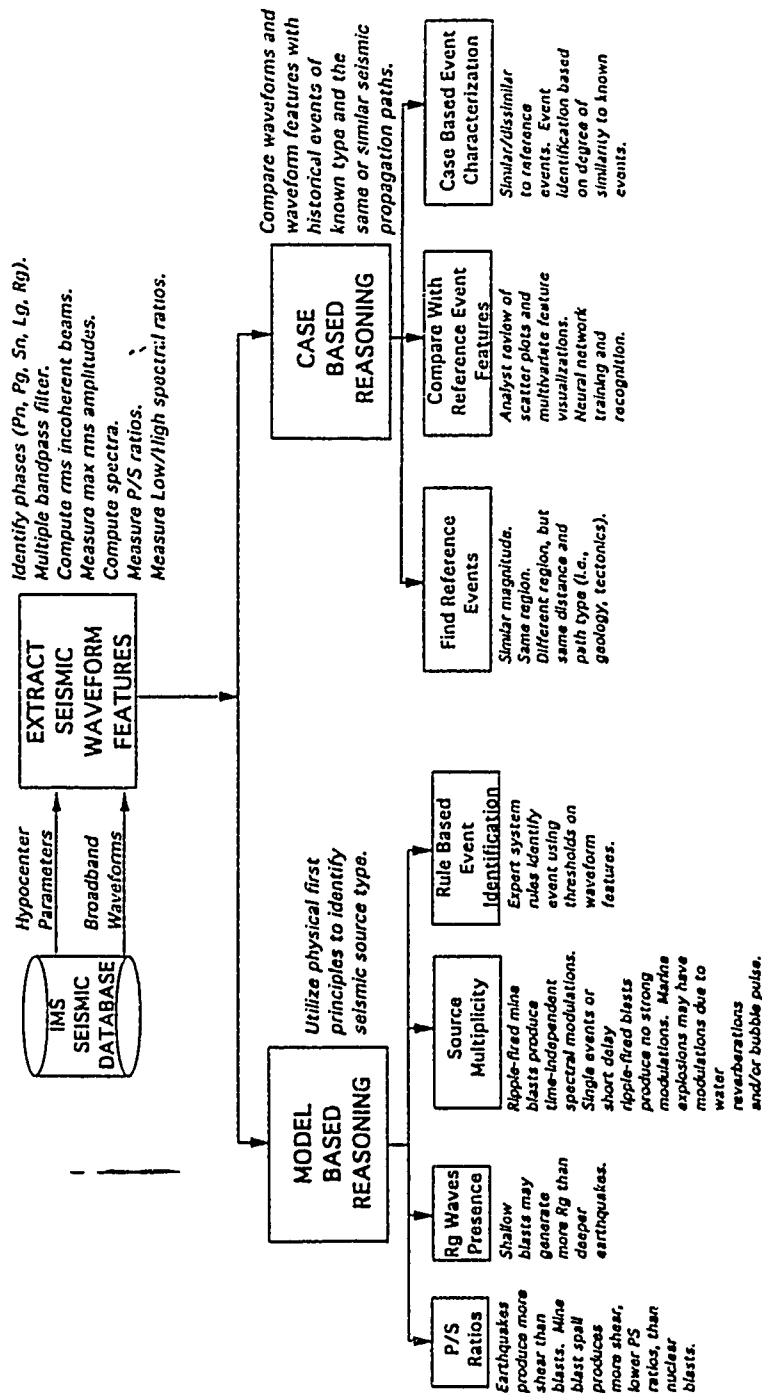 IMS
SEISMIC
DATABASE
Hypocenter
Parameters
Broadband
Waveforms
EXTRACT
SEISMIC
WAVEFORM
FEATURES
Identify phases (Pn, Pg, Sn, Lg, Rg).
Multiple bandpass filter.
Compute rms incoherent beams.
Measure max rms amplitudes.
Compute spectra.
Measure P/S ratios.
Measure Low/High spectral ratios.
MODEL
BASED
REASONING
Utilize physical first
principles to identify
seismic source type.
CASE
BASED
REASONING
Compare waveforms and
waveform features with
historical events of
known type and the
same or similar seismic
propagation paths.
P/S
Ratios
Earthquakes
produce more
shear than
blasts. Mine
blast spall
produces
more shear,
lower PS
ratios, than
nuclear
blasts.
Rg Waves
Presence
Shallow
blasts may
generate
more Rg than
deeper
earthquakes.
Source
Multiplicity
Ripple-fired mine
blasts produce
time-independent
spectral modulations.
Single events or
short delay
ripple-fired blasts
produce no strong
modulations. Marine
explosions may have
modulations due to
water
reverberations
and/or bubble pulse.
Rule Based
Event
Identification
Expert system
rules identify
event using
thresholds on
waveform
features.
Find Reference
Events
Similar magnitude.
Same region.
Different region, but
same distance and
path type (i.e.,
geology, tectonics).
Compare With
Reference Event
Features
Analyst review of
scatter plots and
multivariate feature
visualizations.
Neural network
training and
recognition.
Case Based Event
Characterization
Similar/dissimilar
to reference
events. Event
identification based
on degree of
similarity to known
events.